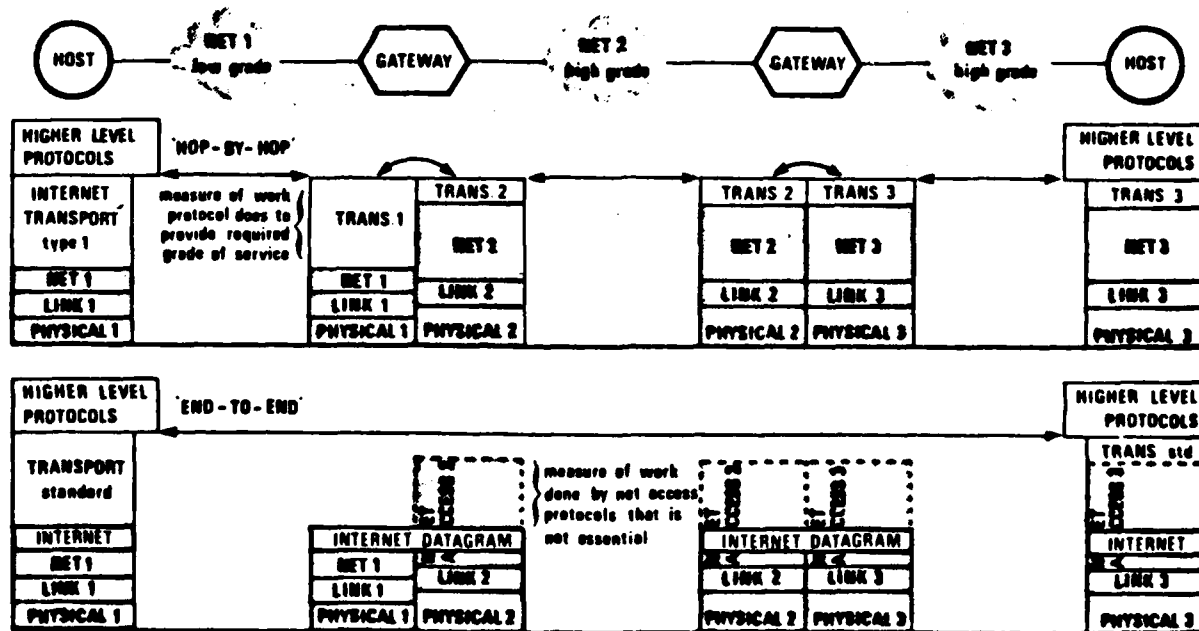 HOST
NET 1
low grade
GATEWAY
NET 2
high grade
GATEWAY
NET 3
high grade
HOST
HIGHER LEVEL
PROTOCOLS
'HOP-BY-HOP'
HIGHER LEVEL
PROTOCOLS
INTERNET
TRANSPORT
type 1
measure of work
protocol does to
provide required
grade of service
TRANS. 1
TRANS. 2
TRANS 2
TRANS 3
TRANS 3
NET 2
NET 2
NET 3
NET 3
NET 1
NET 1
LINK 1
LINK 1
LINK 2
LINK 2
LINK 3
LINK 3
PHYSICAL 1
PHYSICAL 1
PHYSICAL 2
PHYSICAL 2
PHYSICAL 3
PHYSICAL 3
HIGHER LEVEL
PROTOCOLS
'END-TO-END'
HIGHER LEVEL
PROTOCOLS
TRANSPORT
standard
measure of work
done by net access
protocols that is
not essential
TRANS std
INTERNET
INTERNET DATAGRAM
INTERNET DATAGRAM
INTERNET
NET 1
NET 1
LINK 1
LINK 1
LINK 2
LINK 2
LINK 3
LINK 3
PHYSICAL 1
PHYSICAL 1
PHYSICAL 2
PHYSICAL 2
PHYSICAL 3
PHYSICAL 3